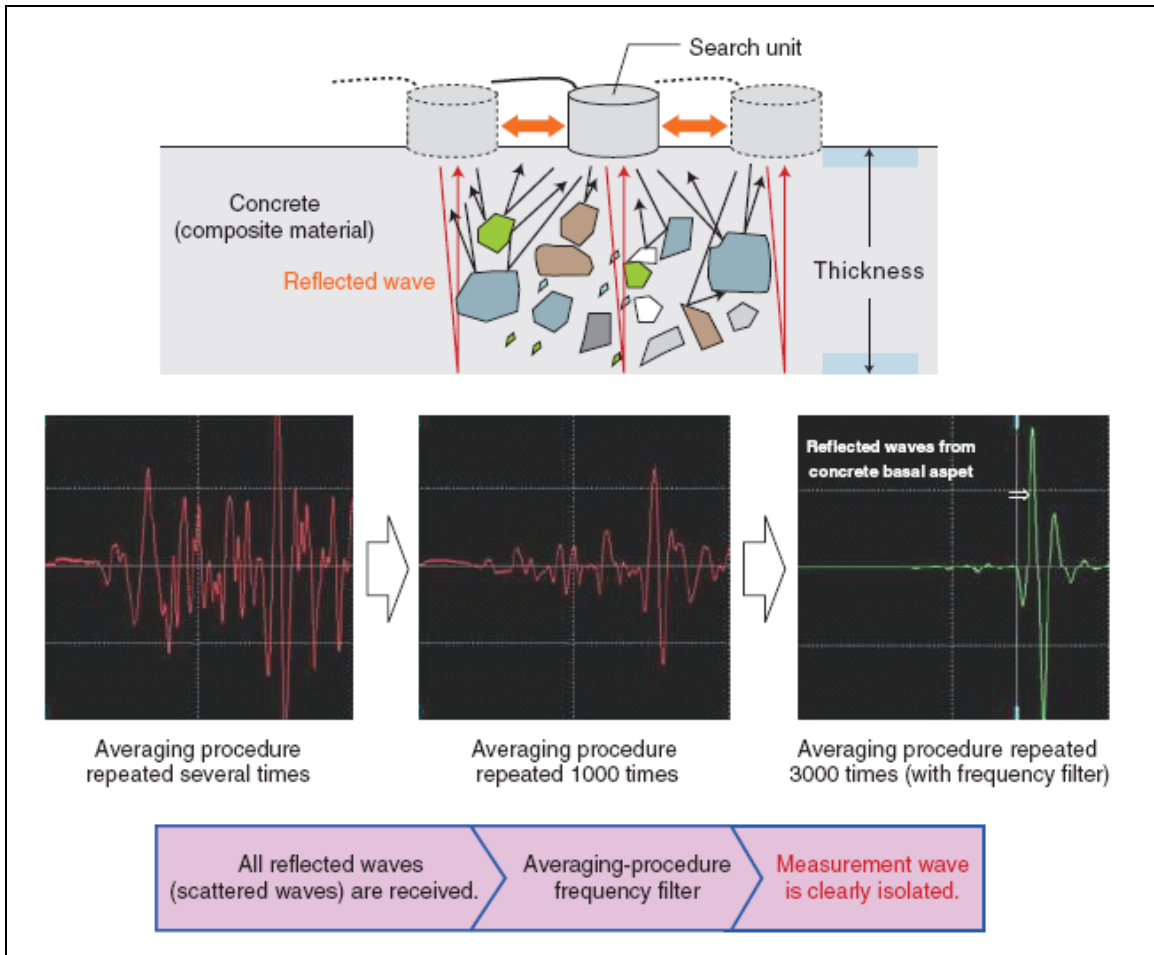 Search unit
Concrete
(composite material)
Reflected wave
Thickness
Reflected waves from
concrete basal aspet
⇒
Averaging procedure
repeated several times
Averaging procedure
repeated 1000 times
Averaging procedure repeated
3000 times (with frequency filter)
All reflected waves
(scattered waves) are received.
Averaging-procedure
frequency filter
Measurement wave
is clearly isolated.